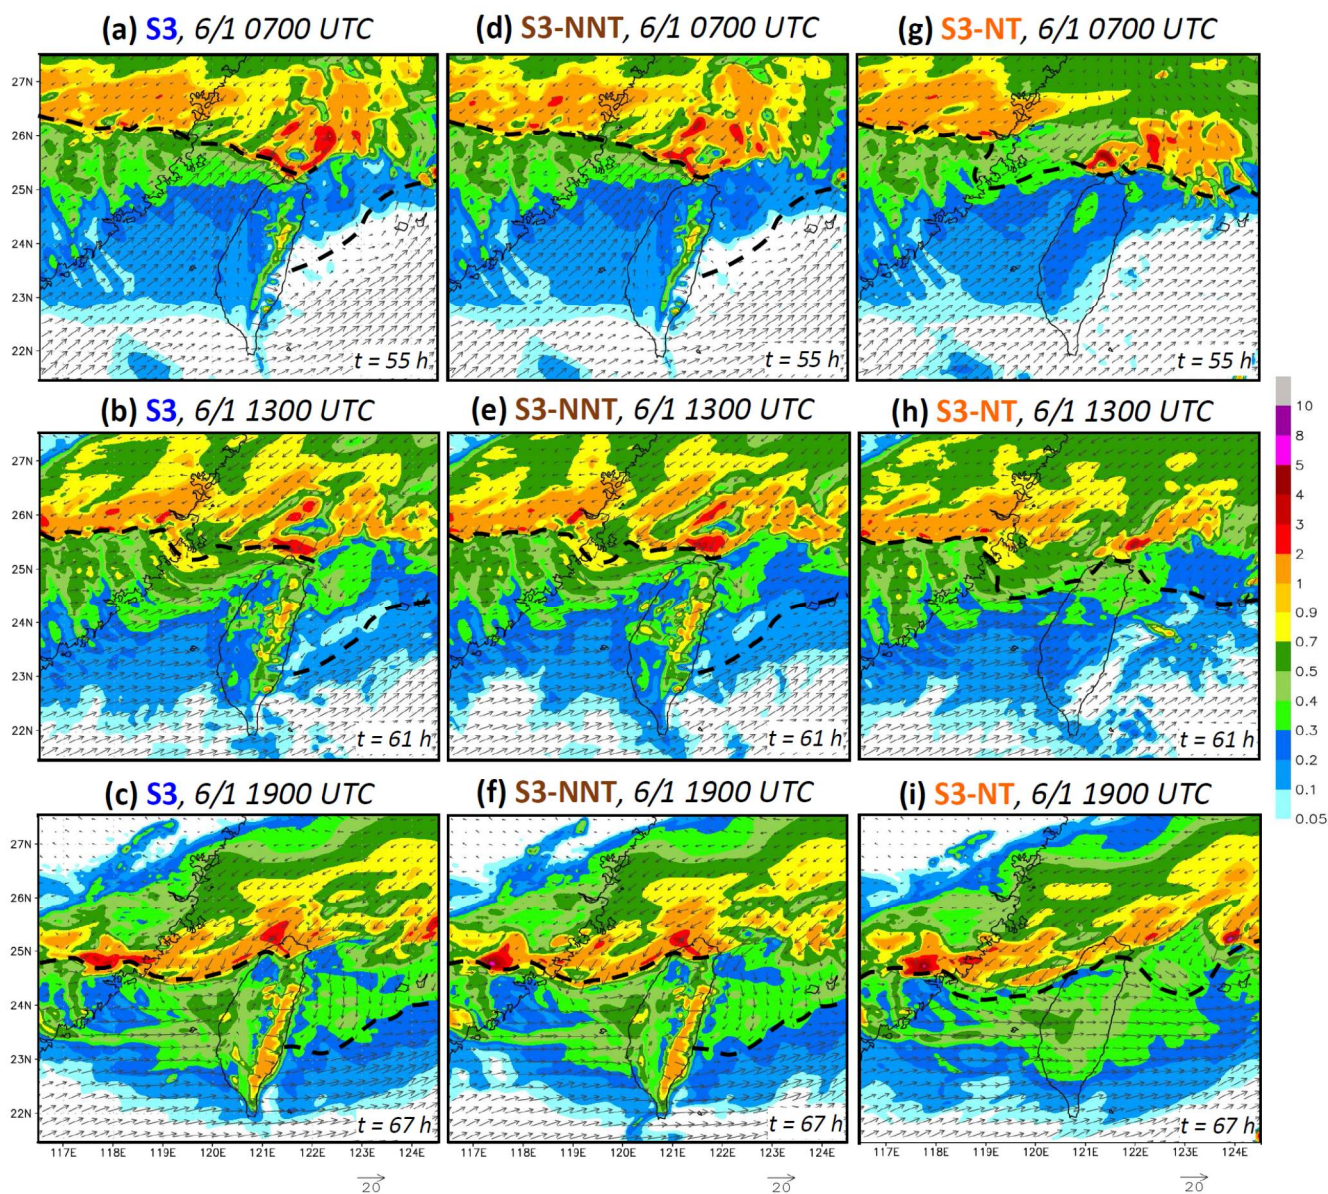 (a) S3, 6/1 0700 UTC
(d) S3-NNT, 6/1 0700 UTC
(g) S3-NT, 6/1 0700 UTC
27N
26N
25N
24N
23N
22N
t = 55 h
t = 55 h
t = 55 h
(b) S3, 6/1 1300 UTC
(e) S3-NNT, 6/1 1300 UTC
(h) S3-NT, 6/1 1300 UTC
27N
26N
25N
24N
23N
22N
t = 61 h
t = 61 h
t = 61 h
10
8
5
4
3
2
1
0.9
0.7
0.5
0.4
0.3
0.2
0.1
0.05
(c) S3, 6/1 1900 UTC
(f) S3-NNT, 6/1 1900 UTC
(i) S3-NT, 6/1 1900 UTC
27N
26N
25N
24N
23N
22N
t = 67 h
t = 67 h
t = 67 h
117E 118E 119E 120E 121E 122E 123E 124E
117E 118E 119E 120E 121E 122E 123E 124E
117E 118E 119E 120E 121E 122E 123E 124E
20
20
20